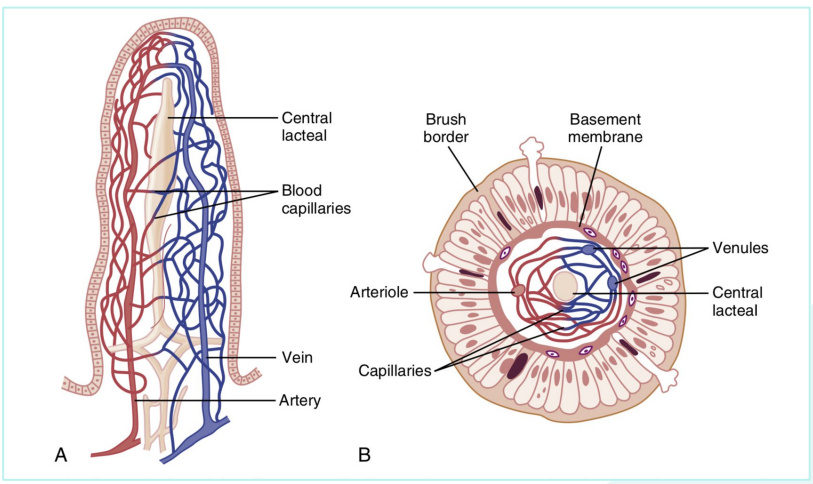 Central
lacteal
Blood
capillaries
Vein
Artery
A
Brush
border
Basement
membrane
Venules
Arteriole
Central
lacteal
Capillaries
B